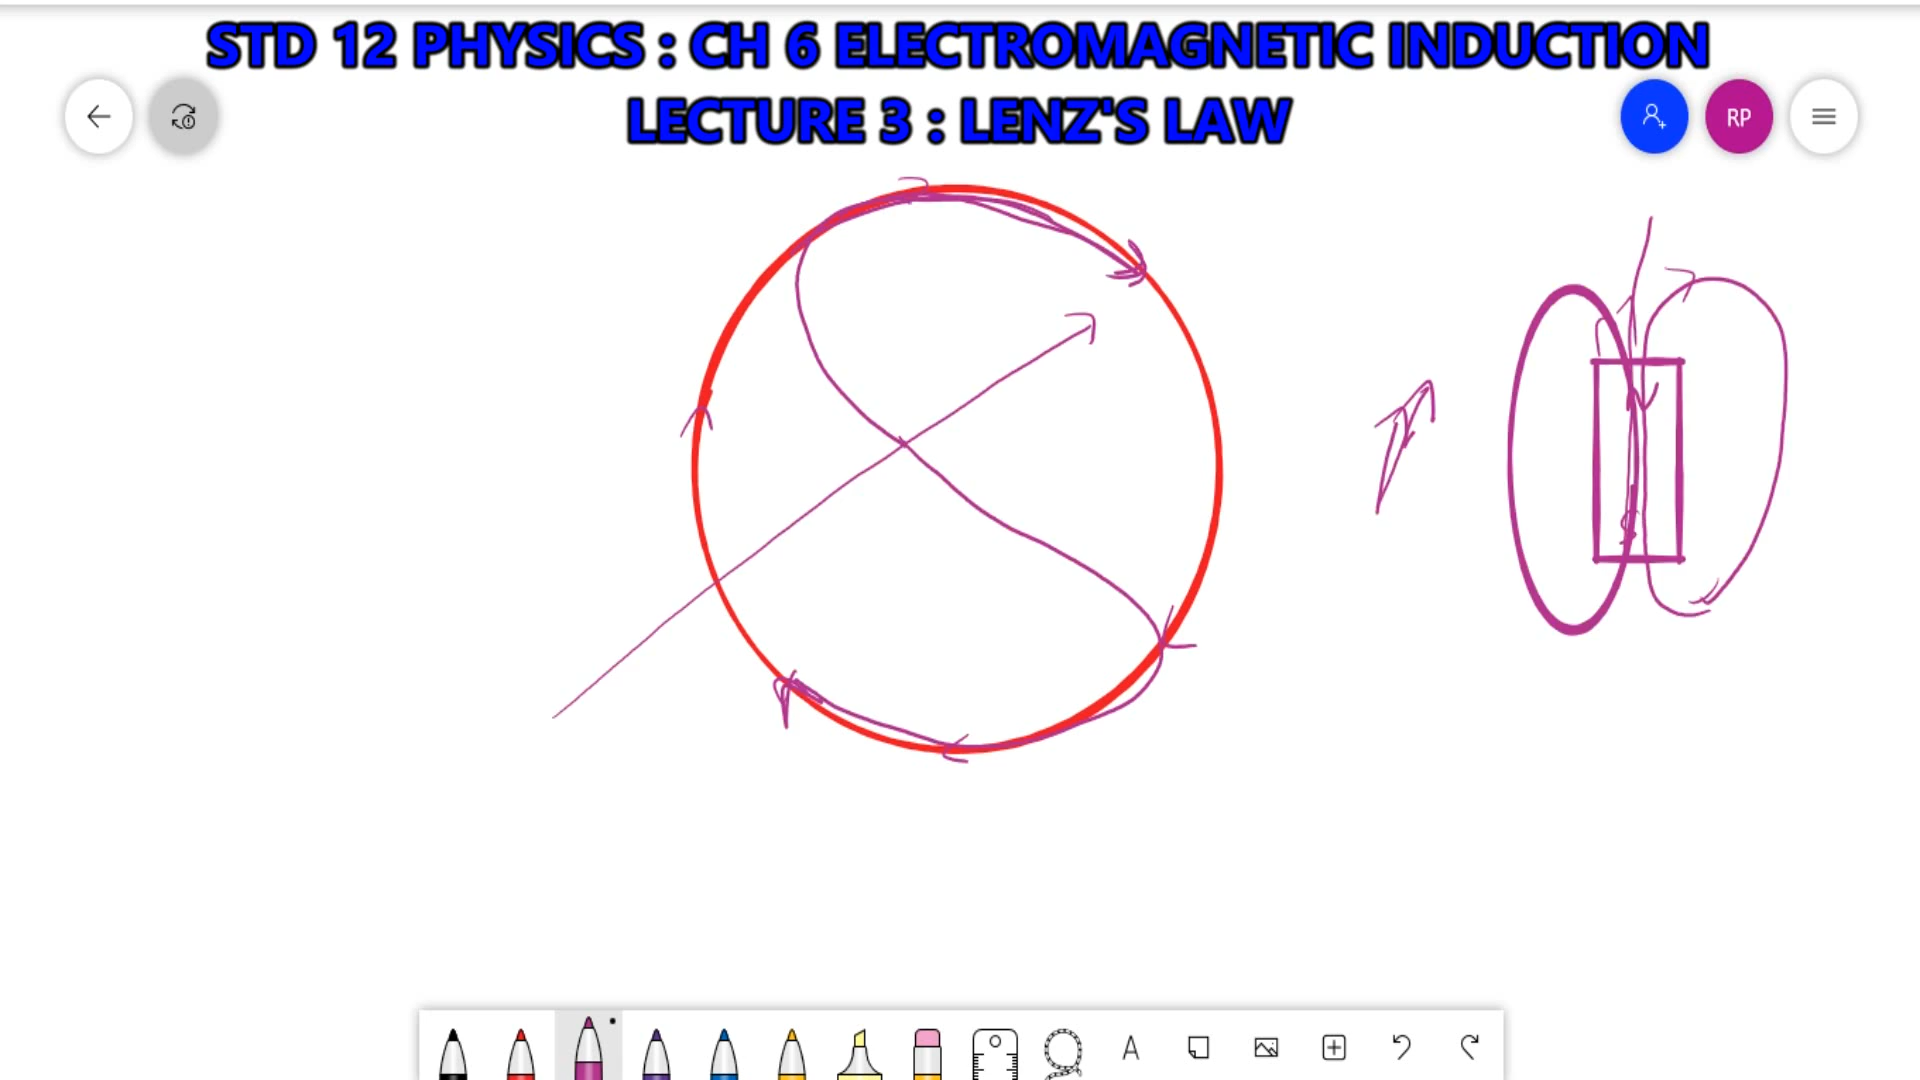 STD 12 PHYSICS : CH 6 ELECTROMAGNETIC INDUCTION
LECTURE 3 : LENZ'S LAW
RP
A